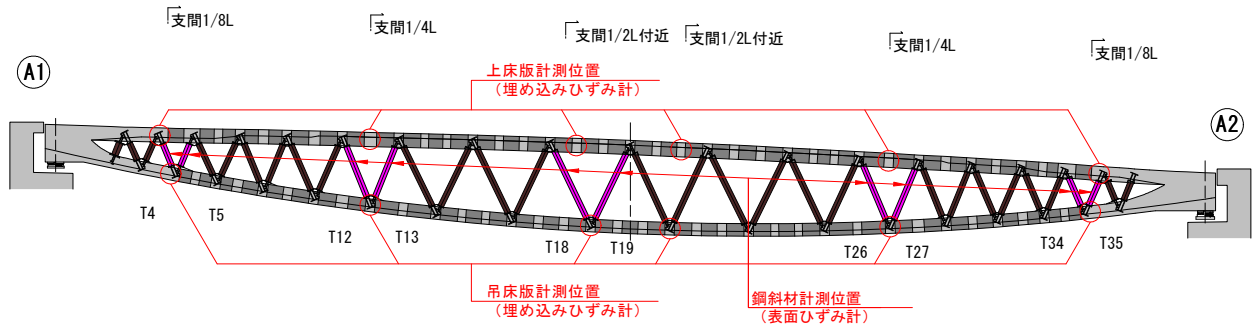 支間1/8L
支間1/4L
支間1/2L付近
支間1/2L付近
支間1/4L
支間1/8L
A1
上床版計測位置
（埋め込みひずみ計）
A2
T4
T5
T12
T13
T18
T19
T26
T27
T34
T35
吊床版計測位置
（埋め込みひずみ計）
鋼斜材計測位置
（表面ひずみ計）